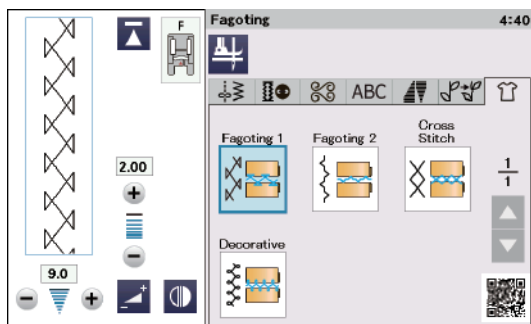 F
2.00
9.0
Fagoting
4:40
ABC
Fagoting 1
Fagoting 2
Cross
Stitch
1
1
Decorative